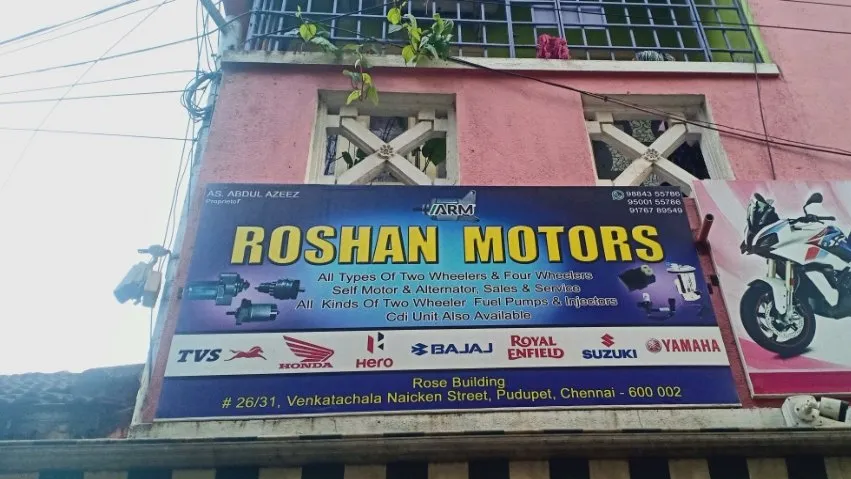 AS. ABDUL AZEEZ
Proprietor
ARM
98843 55786
95001 55786
91767 89549
ROSHAN MOTORS
All Types Of Two Wheelers & Four Wheelers
Self Motor & Alternator, Sales & Service
All Kinds Of Two Wheeler Fuel Pumps & Injectors
Cdi Unit Also Available
TVS HONDA Hero BAJAJ ROYAL ENFIELD SUZUKI YAMAHA
Rose Building
# 26/31, Venkatachala Naicken Street, Pudupet, Chennai - 600 002